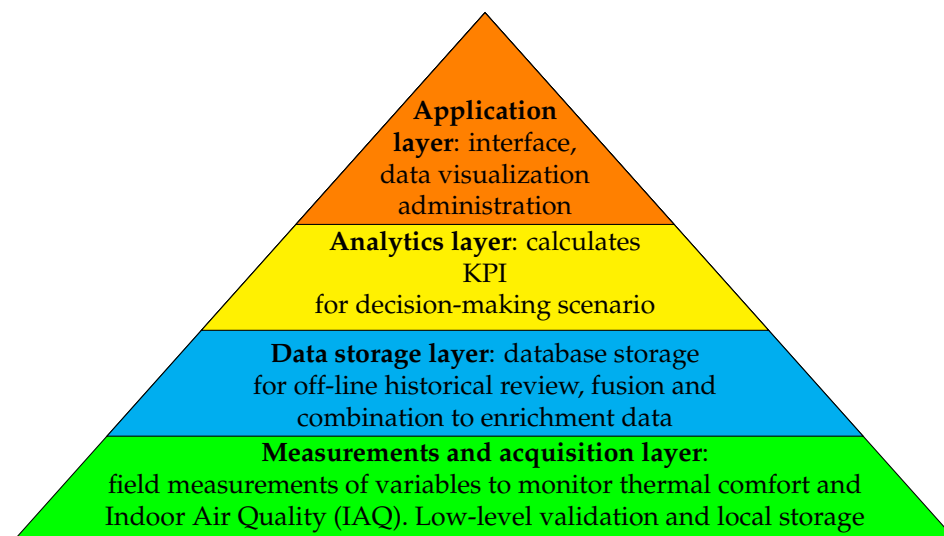 Application
layer: interface,
data visualization
administration
Analytics layer: calculates
KPI
for decision-making scenario
Data storage layer: database storage
for off-line historical review, fusion and
combination to enrichment data
Measurements and acquisition layer:
field measurements of variables to monitor thermal comfort and
Indoor Air Quality (IAQ). Low-level validation and local storage